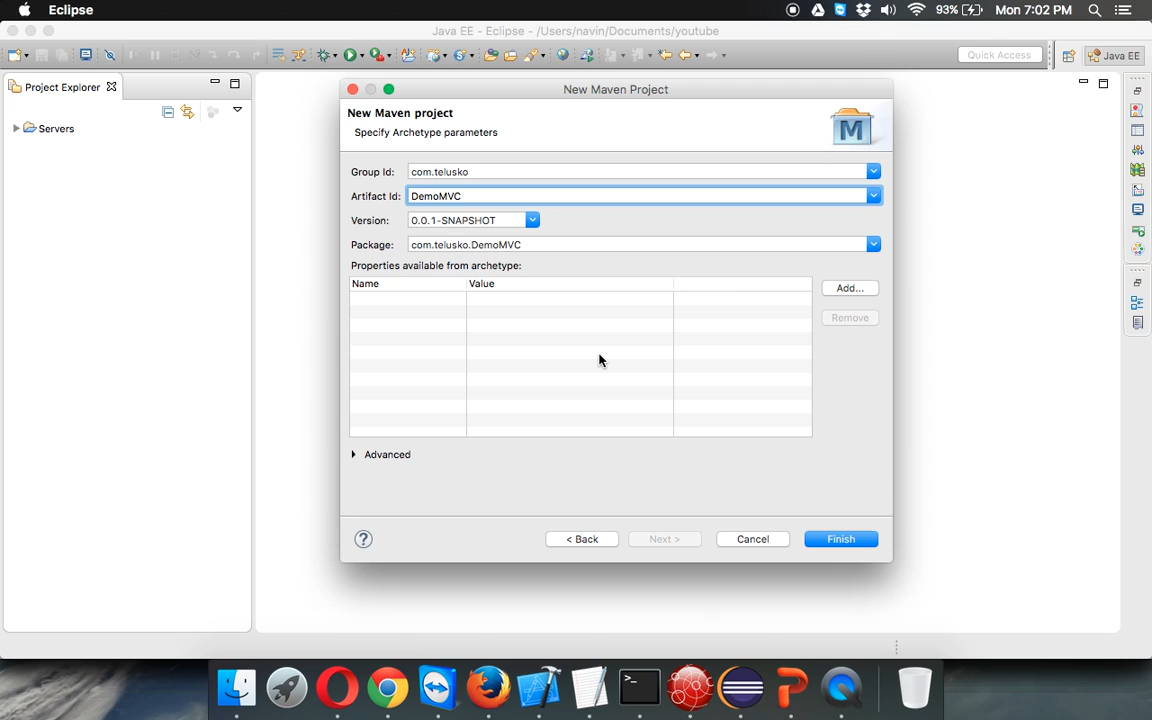 Eclipse
93%
Mon 7:02 PM
Java EE - Eclipse - /Users/navin/Documents/youtube
Quick Access
Java EE
Project Explorer
Servers
New Maven Project
New Maven project
Specify Archetype parameters
M
Group Id:
com.telusko
Artifact Id:
DemoMVC
Version:
0.0.1-SNAPSHOT
Package:
com.telusko.DemoMVC
Properties available from archetype:
Name
Value
Add...
Remove
Advanced
?
< Back
Next >
Cancel
Finish